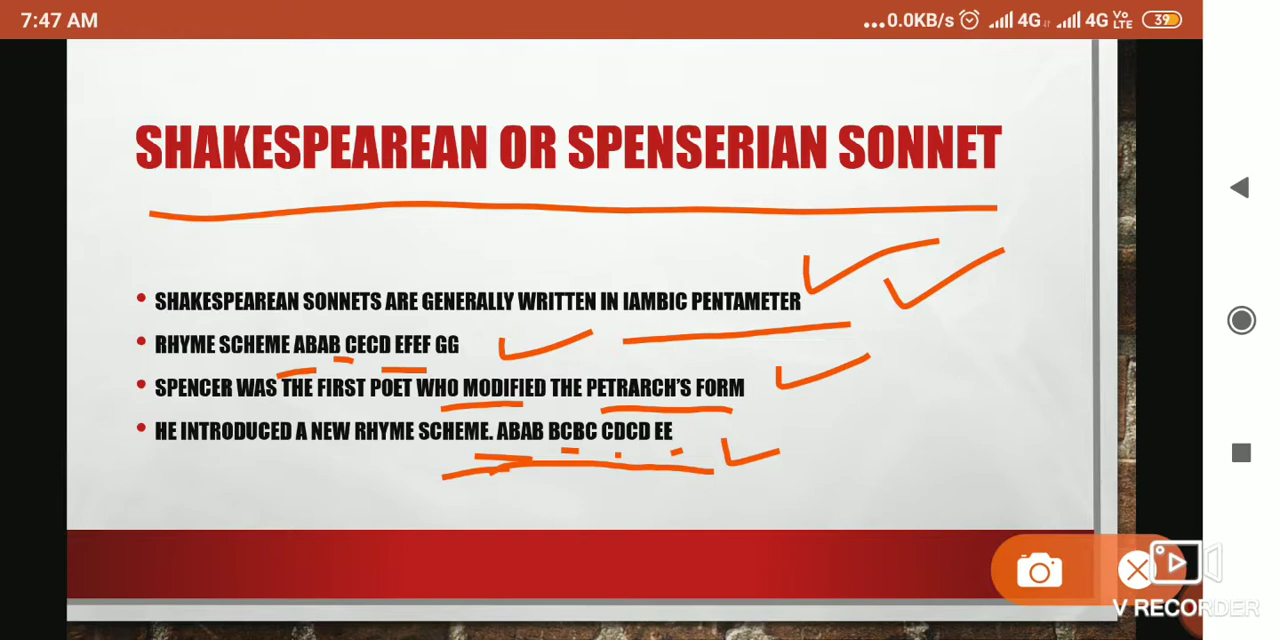 7:47 AM
...0.0KB/s 4G 4G Vo LTE 39
SHAKESPEAREAN OR SPENSERIAN SONNET
• SHAKESPEAREAN SONNETS ARE GENERALLY WRITTEN IN IAMBIC PENTAMETER
• RHYME SCHEME ABAB CECD EFEF GG
• SPENCER WAS THE FIRST POET WHO MODIFIED THE PETRARCH'S FORM
• HE INTRODUCED A NEW RHYME SCHEME. ABAB BCBC CDCD EE
V RECORDER